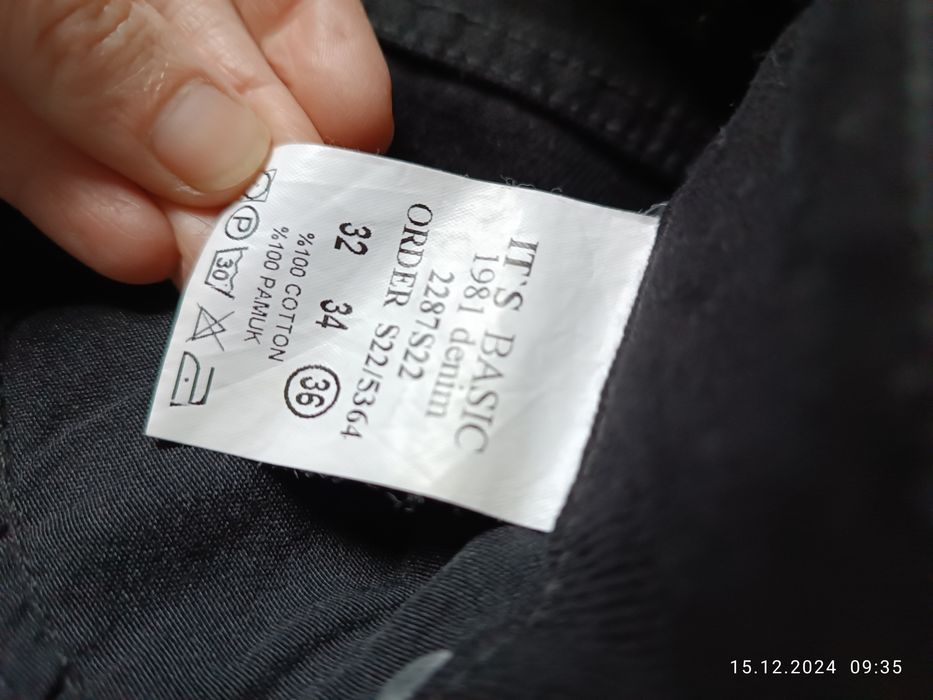 IT'S BASIC
1981 denim
2287S22
ORDER S22/5364
32 34 36
%100 COTTON
%100 PAMUK
P 30
15.12.2024 09:35